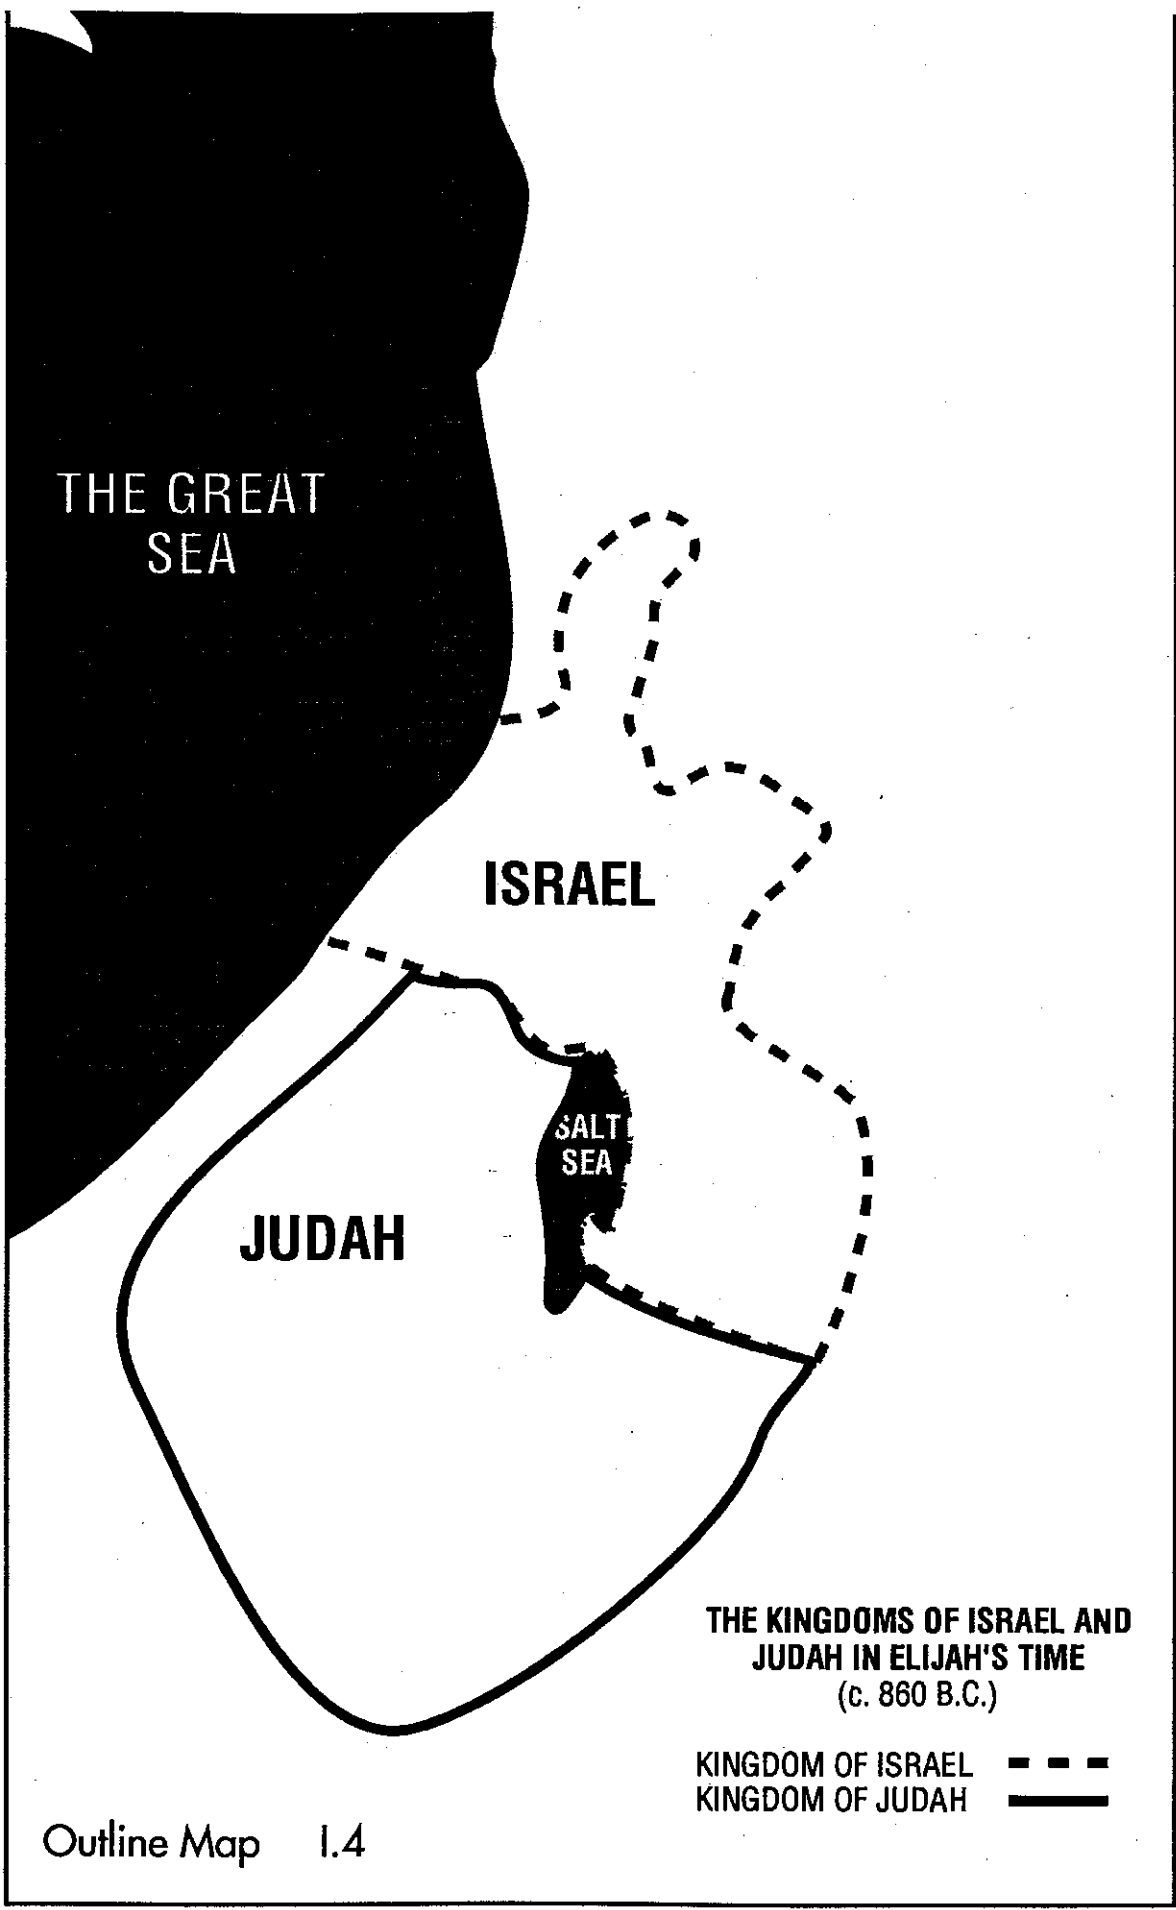 THE GREAT
SEA
ISRAEL
SALT
SEA
JUDAH
THE KINGDOMS OF ISRAEL AND
JUDAH IN ELIJAH'S TIME
(c. 860 B.C.)
KINGDOM OF ISRAEL
KINGDOM OF JUDAH
Outline Map I.4